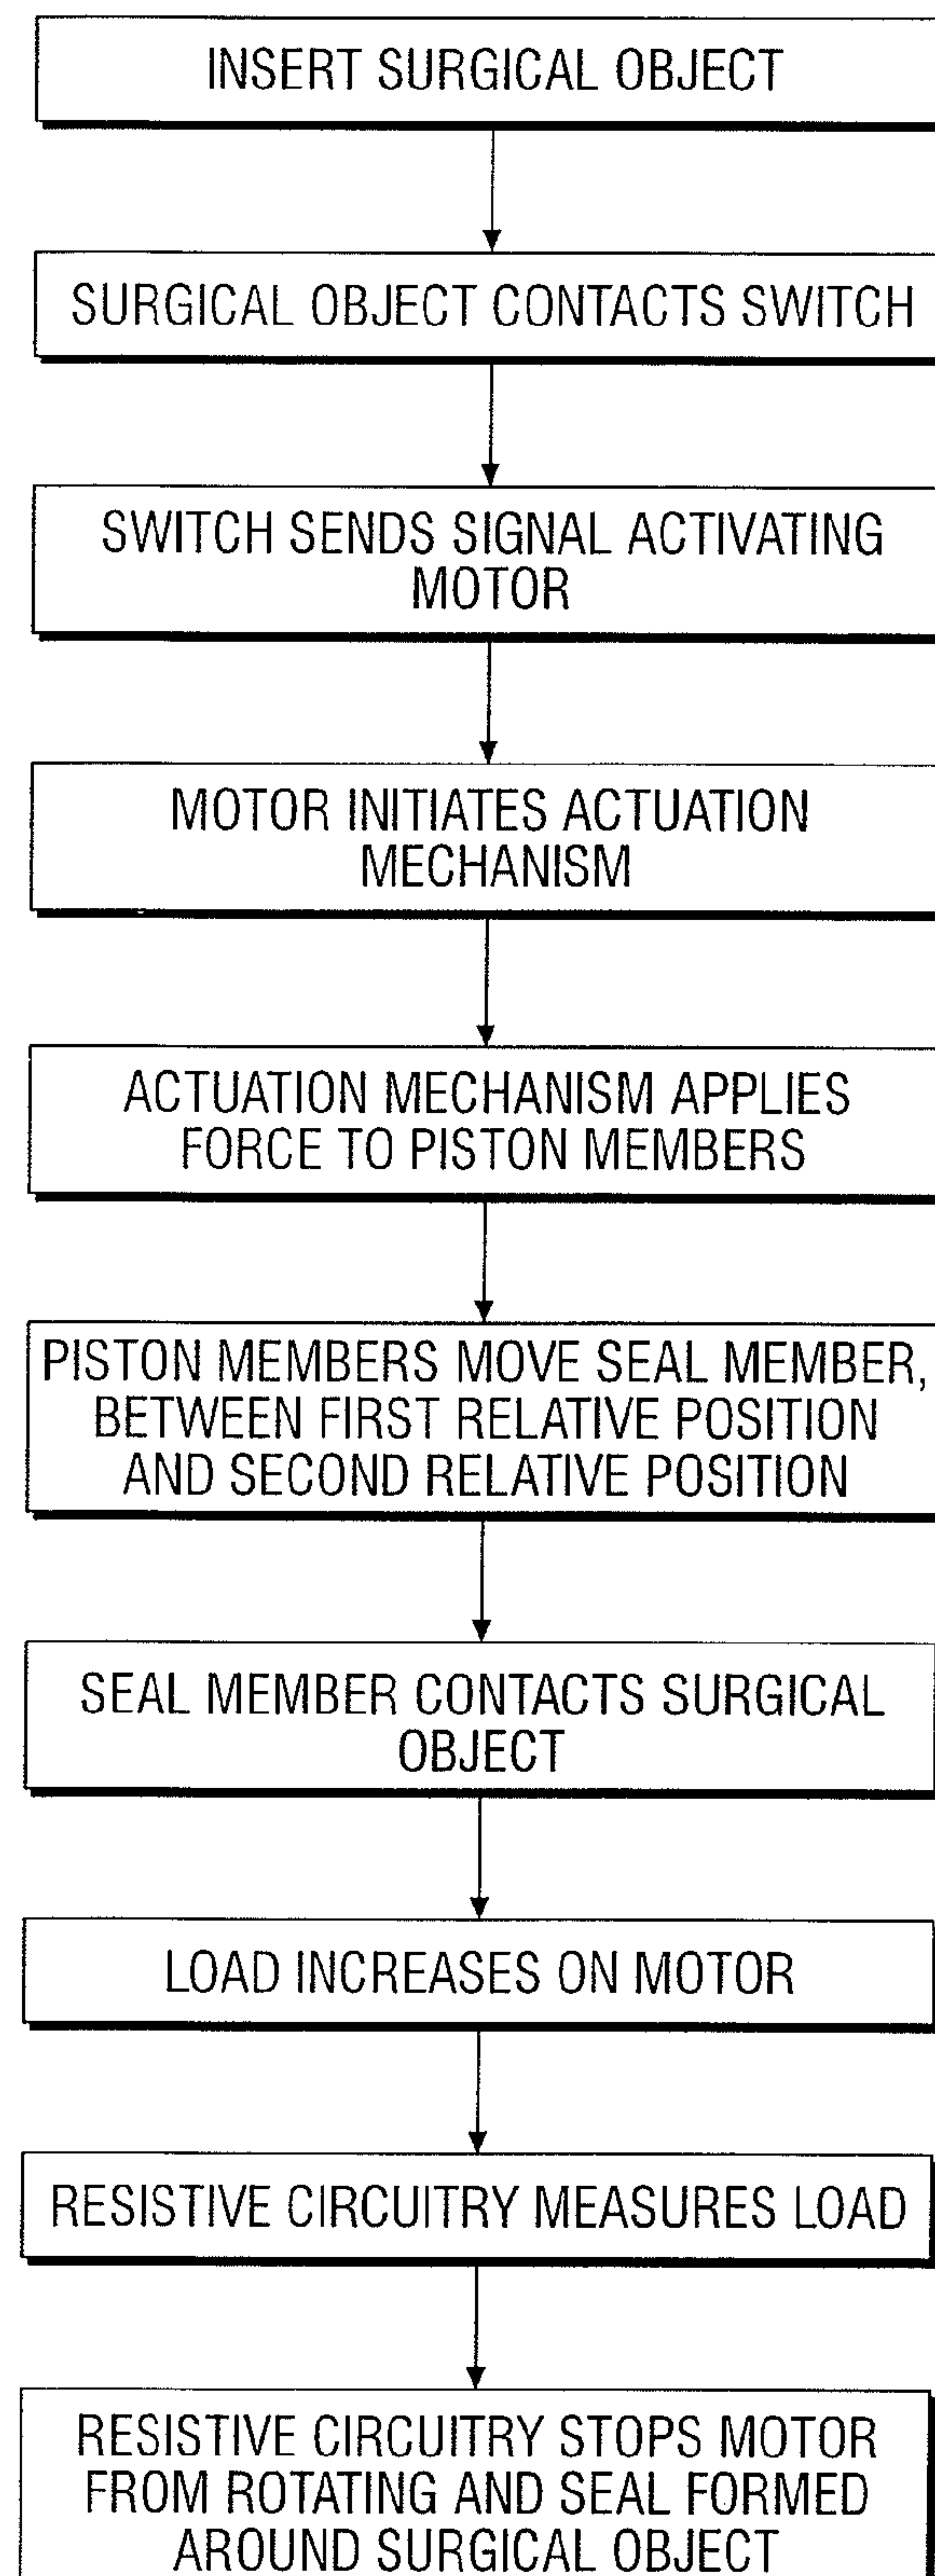 INSERT SURGICAL OBJECT
SURGICAL OBJECT CONTACTS SWITCH
SWITCH SENDS SIGNAL ACTIVATING
MOTOR
MOTOR INITIATES ACTUATION
MECHANISM
ACTUATION MECHANISM APPLIES
FORCE TO PISTON MEMBERS
PISTON MEMBERS MOVE SEAL MEMBER,
BETWEEN FIRST RELATIVE POSITION
AND SECOND RELATIVE POSITION
SEAL MEMBER CONTACTS SURGICAL
OBJECT
LOAD INCREASES ON MOTOR
RESISTIVE CIRCUITRY MEASURES LOAD
RESISTIVE CIRCUITRY STOPS MOTOR
FROM ROTATING AND SEAL FORMED
AROUND SURGICAL OBJECT